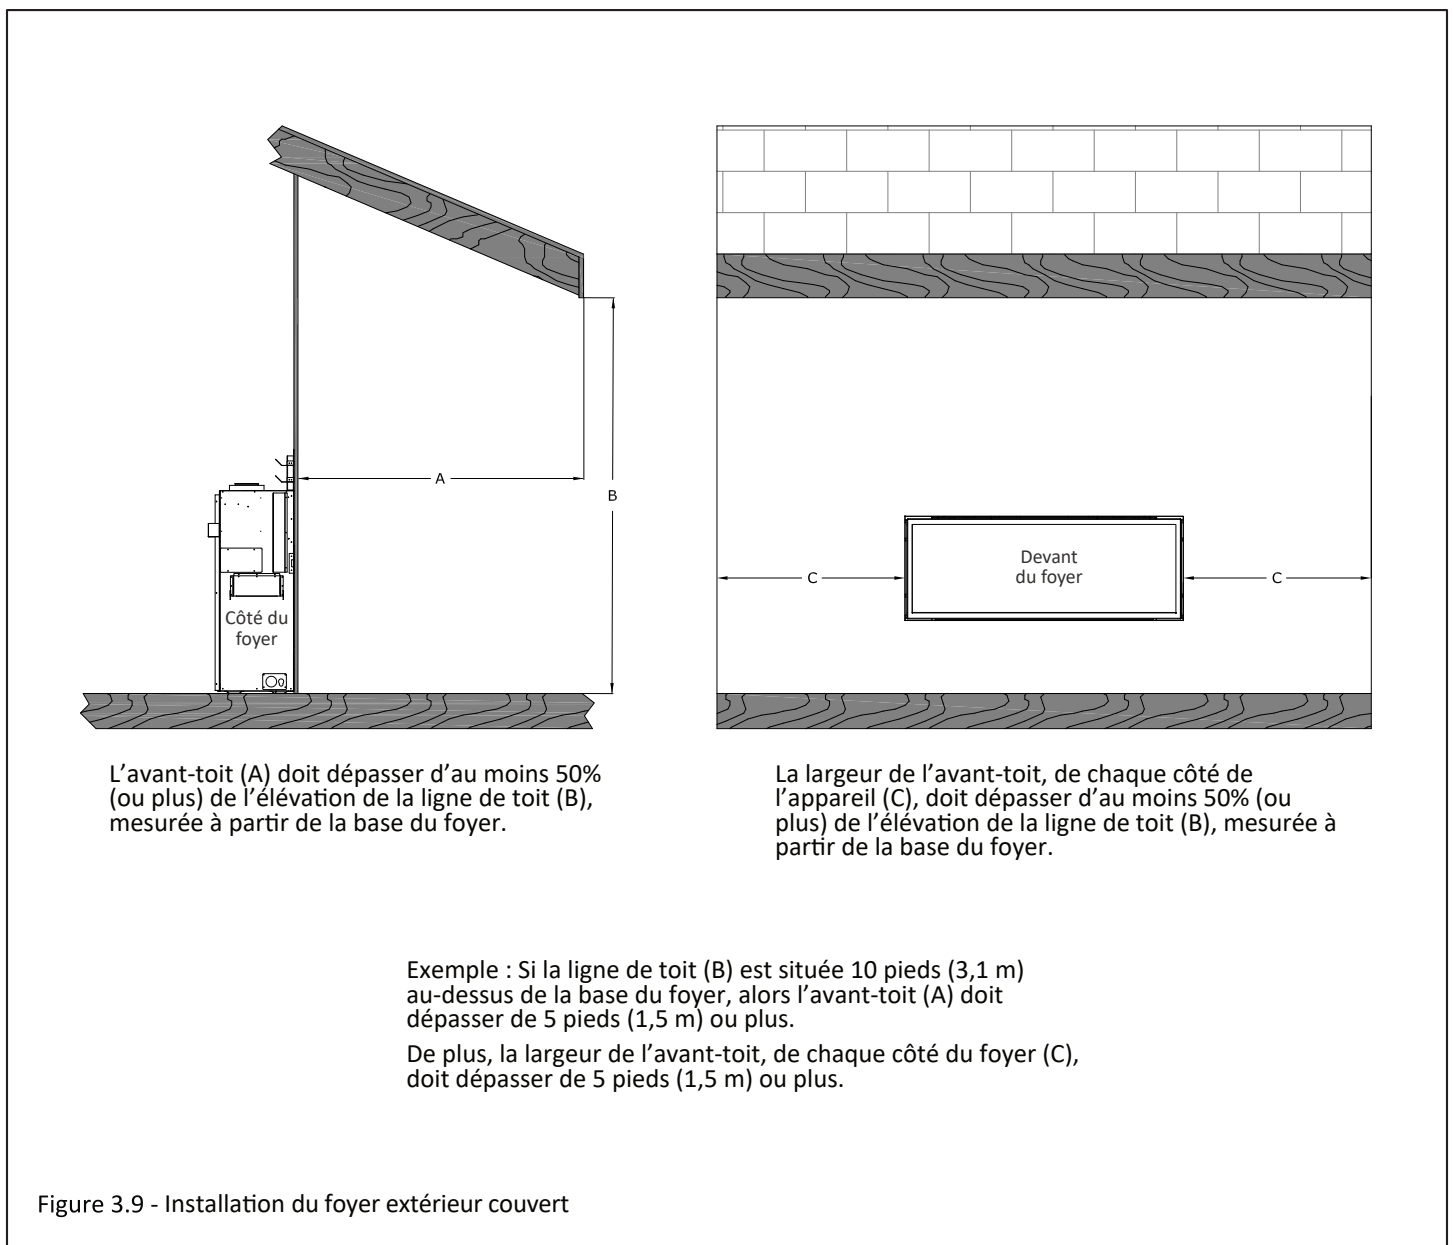 A
B
Côté du
foyer
C
Devant
du foyer
C
L’avant-toit (A) doit dépasser d’au moins 50%
(ou plus) de l’élévation de la ligne de toit (B),
mesurée à partir de la base du foyer.
La largeur de l’avant-toit, de chaque côté de
l’appareil (C), doit dépasser d’au moins 50% (ou
plus) de l’élévation de la ligne de toit (B), mesurée à
partir de la base du foyer.
Exemple : Si la ligne de toit (B) est située 10 pieds (3,1 m)
au-dessus de la base du foyer, alors l’avant-toit (A) doit
dépasser de 5 pieds (1,5 m) ou plus.
De plus, la largeur de l’avant-toit, de chaque côté du foyer (C),
doit dépasser de 5 pieds (1,5 m) ou plus.
Figure 3.9 - Installation du foyer extérieur couvert